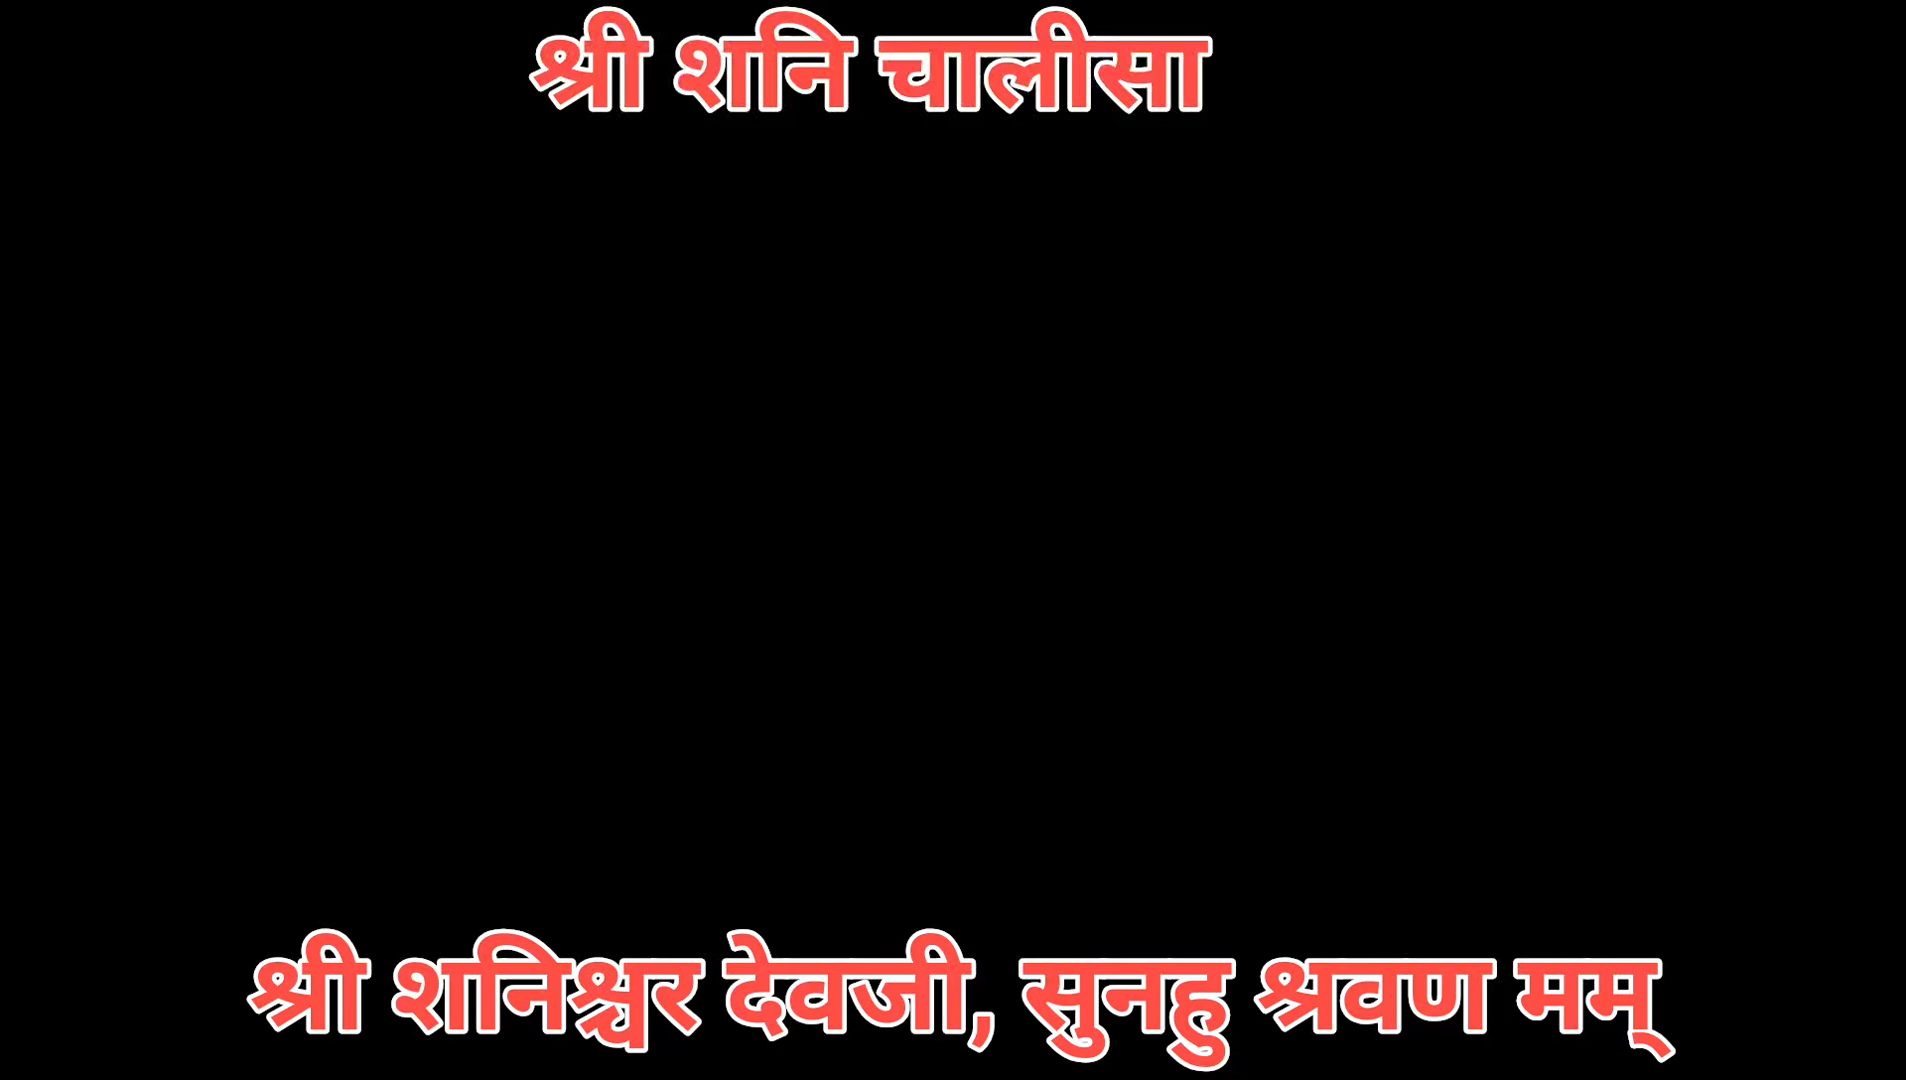 श्री शनि चालीसा
श्री शनिश्चर देवजी, सुनहु श्रवण मम्